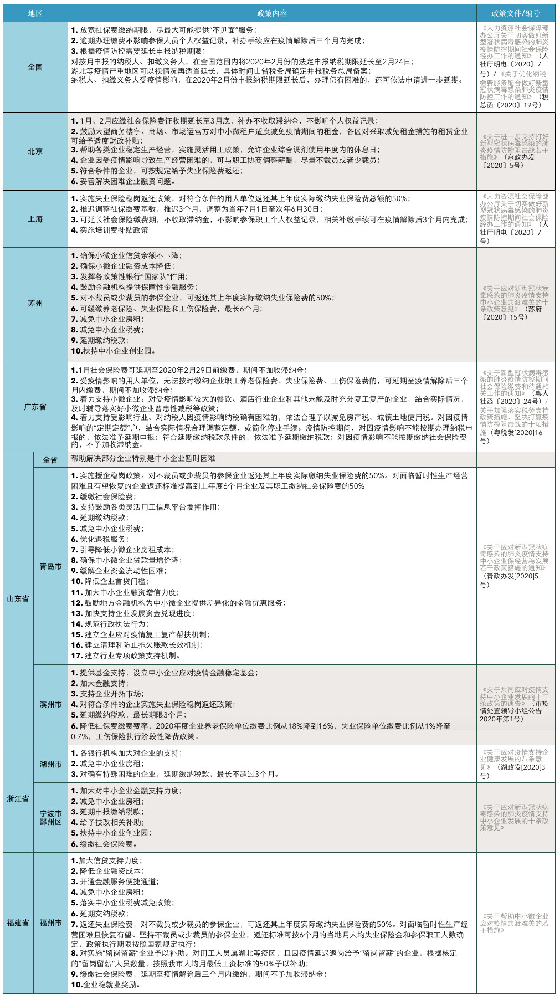 地区
政策内容
政策文件/编号
全国
1. 放宽社保费缴纳期限，尽最大可能提供“不见面”服务；
2. 逾期办理缴费不影响参保人员个人权益记录，补办手续应在疫情解除后三个月内完成；
3. 根据疫情防控需要延长申报纳税期限：
对按月申报的纳税人、扣缴义务人，在全国范围内将2020年2月份的法定申报纳税期限延长至2月24日；
湖北等疫情严重地区可以视情况再适当延长，具体时间由省税务局确定并报税务总局备案；
纳税人、扣缴义务人受疫情影响，在2020年2月份申报纳税期限延长后，办理仍有困难的，还可依法申请进一步延期。
《人力资源社会保障部
办公厅关于切实做好新
型冠状病毒感染的肺炎
疫情防控期间社会保险
经办工作的通知》（人
社厅明电〔2020〕7
号）/ 《关于优化纳税
缴费服务配合做好新型
冠状病毒感染肺炎疫情
防控工作的通知》（税
总函〔2020〕19号）
北京
1. 1月、2月应缴社会保险费征收期延长至3月底，补办不收取滞纳金，不影响个人权益记录；
2. 鼓励大型商务楼宇、商场、市场运营方对中小微租户适度减免疫情期间的租金，各区对采取减免租金措施的租赁企业
可给予适度财政补贴；
3. 帮助各类企业稳定生产经营，实施灵活用工政策，允许企业综合调剂使用年度内的休息日；
4. 企业因受疫情影响导致生产经营困难的，可与职工协商调整薪酬，尽量不裁员或者少裁员；
5. 符合条件的企业，可按规定给予失业保险费返还；
6. 妥善解决困难企业融资问题。
《关于进一步支持打好
新型冠状病毒感染的肺
炎疫情防控阻击战若干
措施》（京政办发
〔2020〕5号）
上海
1. 实施失业保险稳岗返还政策，对符合条件的用人单位返还其上年度实际缴纳失业保险费总额的50%；
2. 推迟调整社保缴费基数，推迟3个月，调整为当年7月1日至次年6月30日；
3. 可延长社会保险缴费期，不收取滞纳金，不影响参保职工个人权益记录，相关补缴手续可在疫情解除后3个月内完成；
4. 实施培训费补贴政策
《人力资源社会保障部
办公厅关于切实做好新
型冠状病毒感染的肺炎
疫情防控期间社会保险
经办工作的通知》（人
社厅明电〔2020〕7
号）
苏州
1. 确保小微企业信贷余额不下降；
2. 确保小微企业融资成本降低；
3. 发挥各政策性银行“国家队”作用；
4. 鼓励金融机构提供保障性金融服务；
5. 对不裁员或少裁员的参保企业，可返还其上年度实际缴纳失业保险费的50%；
6. 可缓缴养老保险、失业保险和工伤保险费，最长6个月；
7. 减免中小企业房租；
8. 减免中小企业税费；
9. 延期缴纳税款；
10.扶持中小企业创业园。
《关于应对新型冠状病
毒感染的肺炎疫情支持
中小企业共渡难关的十
条政策意见》（苏府
〔2020〕15号）
广东省
1.1月社会保险费可延期至2020年2月29日前缴费，期间不加收滞纳金；
2. 受疫情影响的用人单位，无法按时缴纳企业职工养老保险费、失业保险费、工伤保险费的，可延期至疫情解除后三个
月内缴费，期间不加收滞纳金；
3. 着力支持小微企业。对受疫情影响较大的餐饮、酒店行业企业和其他未能及时充分复工复产的企业，结合实际情况，
及时辅导落实好小微企业普惠性减税等政策；
4. 着力支持受影响行业。对纳税人因疫情影响纳税确有困难的，依法合理予以减免房产税、城镇土地使用税。对因疫情
影响的“定期定额”户，结合实际情况合理调整定额，或简化停业手续。疫情防控期间，对因疫情影响不能按期办理纳税申
报的，依法准予延期申报；符合延期缴纳税款条件的，依法准予延期缴纳税款；对因疫情影响不能按期缴纳社会保险费
的，不予加收滞纳金。
《关于新型冠状病毒感
染的肺炎疫情防控期间
社会保险缴费和待遇相
关工作的通知》（粤人
社函〔2020〕24号）/
关于加强落实税务支持
政策措施、坚决打赢疫
情防控阻击战的十项措
施（粤税发[2020]16
号）
山东省
全省
帮助解决部分企业特别是中小企业暂时困难
青岛市
1. 实施援企稳岗政策。对不裁员或少裁员的参保企业返还其上年度实际缴纳失业保险费的50%。对面临暂时性生产经营
困难且有望恢复的企业返还标准提高到上年度6个月企业及其职工缴纳社会保险费的50%
2. 缓缴社会保险费；
3. 支持鼓励各类灵活用工信息平台发挥作用；
4. 延期缴纳税款；
5. 减免中小企业税费；
6. 优化退税服务；
7. 引导降低小微企业房租成本；
8. 确保中小微企业贷款量增价降；
9. 缓解企业资金流动性困难；
10. 降低企业首贷门槛；
11. 加大中小企业融资增信力度；
12. 鼓励地方金融机构为中小微企业提供差异化的金融优惠服务；
13. 加快支持企业发展资金兑现进度；
14. 规范行政执法行为；
15. 建立企业应对疫情复工复产帮扶机制；
16. 建立清理和防止拖欠账款长效机制；
17. 建立行业专项政策支持机制。
《关于应对新型冠状病
毒感染的肺炎疫情支持
中小企业保经营稳发展
若干政策措施的通知》
（青政办发[2020]5
号）
滨州市
1. 提供基金支持，设立中小企业应对疫情金融稳定基金；
2. 加大金融支持；
3. 支持企业开拓市场；
4. 对符合条件的企业实施失业保险稳岗返还政策；
5. 延期缴纳税款，最长期限3个月；
6. 降低社保费缴费费率，2020年度企业养老保险单位缴费比例从18%降到16%，失业保险单位缴费比例从1%降至
0.7%，工伤保险执行阶段性降费政策。
《关于共同应对疫情支
持中小企业发展的十二
条政策的通告》（市疫
情处置领导小组公告
2020年第1号）
浙江省
湖州市
1. 各银行机构加大对企业的支持；
2. 减免中小企业房租；
3. 对确有特殊困难的企业，延期缴纳税款，最长不超过3个月。
《关于应对疫情支持企
业健康发展的八条意
见》（湖政发[2020]3
号）
宁波市
鄞州区
1. 加大对中小企业金融支持力度；
2. 减免中小企业房租；
3. 延期申报缴纳税款；
4. 给予技改相关补助；
5. 扶持中小企业创业园；
6. 缓缴社会保险费。
《关于应对新型冠状病
毒感染的肺炎疫情支持
中小企业发展的十条政
策意见》
福建省
福州市
1.加大信贷支持力度；
2. 降低企业融资成本；
3. 开通金融服务便捷通道；
4. 减免中小企业房租；
5. 落实中小企业税费减免政策；
6. 延期交纳税款；
7. 返还失业保险费，对不裁员或少裁员的参保企业，可返还其上年度实际缴纳失业保险费的50%。对面临暂时性生产经
营困难且恢复有望、坚持不裁员或少裁员的参保企业，返还标准可按6个月的当地月人均失业保险金和参保职工人数确
定，政策执行期限按照国家规定执行；
8. 对实施“留岗留薪”企业予以补助。对用工人员属湖北等疫区，且因疫情延迟返岗给予“留岗留薪”的企业，根据核定
的“留岗留薪”人员数量，按照我市人均月最低工资标准的50%予以补助；
9. 缓缴社会保险费，延期至疫情解除后三个月内缴纳，期间不予加收滞纳金；
10.企业稳就业奖励。
《关于帮助中小微企业
应对疫情共渡难关的若
干措施》